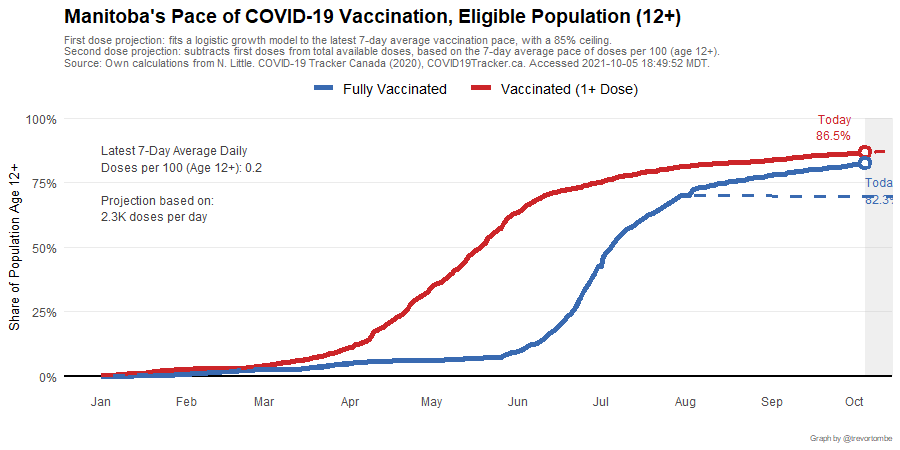 Manitoba's Pace of COVID-19 Vaccination, Eligible Population (12+)
First dose projection: fits a logistic growth model to the latest 7-day average vaccination pace, with a 85% ceiling.
Second dose projection: subtracts first doses from total available doses, based on the 7-day average pace of doses per 100 (age 12+).
Source: Own calculations from N. Little. COVID-19 Tracker Canada (2020), COVID19Tracker.ca. Accessed 2021-10-05 18:49:52 MDT.
Fully Vaccinated Vaccinated (1+ Dose)
Today
86.5%
Latest 7-Day Average Daily
Doses per 100 (Age 12+): 0.2
Projection based on:
2.3K doses per day
Toda
82.3%
Share of Population Age 12+
100%
75%
50%
25%
0%
Jan Feb Mar Apr May Jun Jul Aug Sep Oct
Graph by @trevortombe